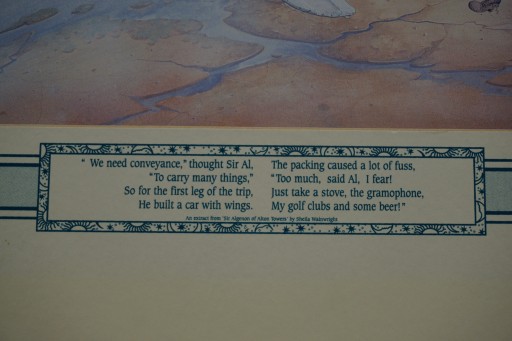 " We need conveyance," thought Sir Al,
"To carry many things,"
So for the first leg of the trip,
He built a car with wings.
The packing caused a lot of fuss,
"Too much, said Al, I fear!
Just take a stove, the gramophone,
My golf clubs and some beer!"
An extract from 'Sir Algernon of Alton Towers' by Sheila Wainwright